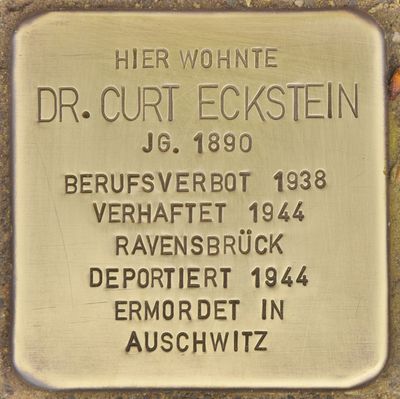 HIER WOHNTE
DR. CURT ECKSTEIN
JG. 1890
BERUFSVERBOT 1938
VERHAFTET 1944
RAVENSBRÜCK
DEPORTIERT 1944
ERMORDET IN
AUSCHWITZ